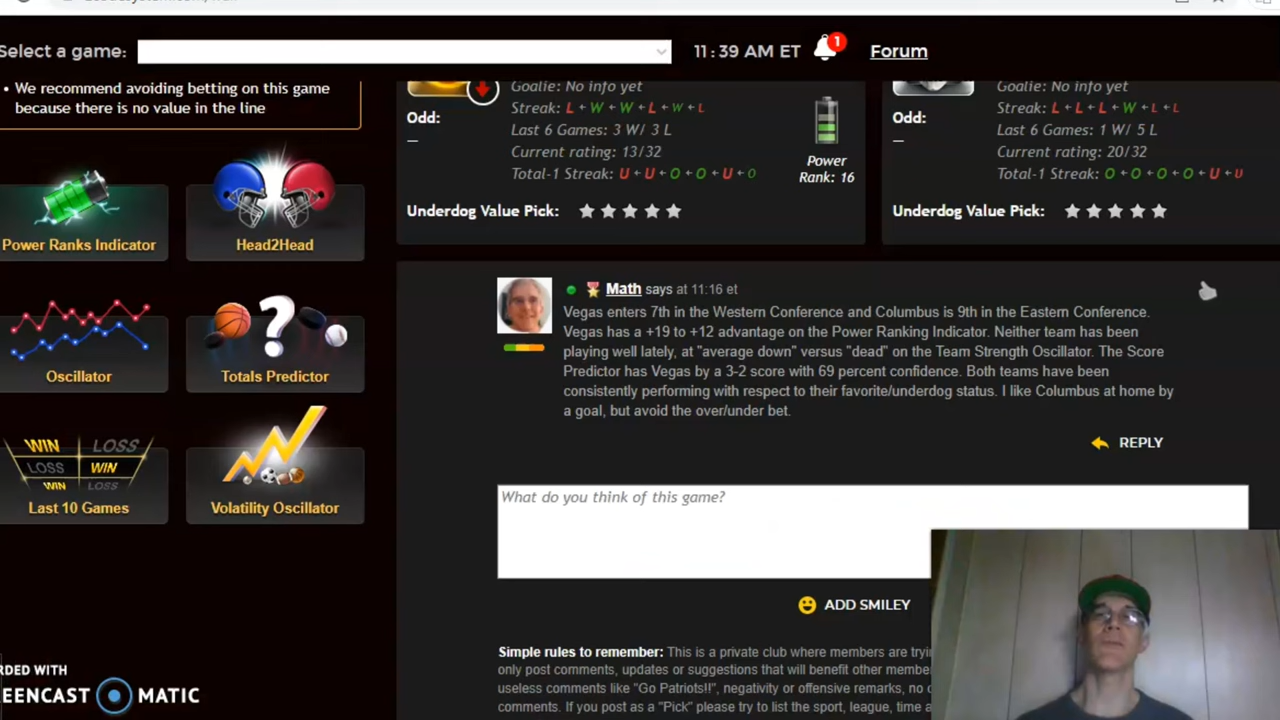 Select a game:
11:39 AM ET
1
Forum
• We recommend avoiding betting on this game
because there is no value in the line
Power Ranks Indicator
Head2Head
Oscillator
Totals Predictor
WIN LOSS
LOSS WIN
WIN LOSS
Last 10 Games
Volatility Oscillator
RDED WITH
REENCAST MATIC
Goalie: No info yet
Streak: L + W + W + L + W + L
Odd:
—
Last 6 Games: 3 W/ 3 L
Current rating: 13/32
Total-1 Streak: U + U + O + O + U + O
Power
Rank: 16
Underdog Value Pick:
Goalie: No info yet
Streak: L + L + L + W + L + L
Odd:
—
Last 6 Games: 1 W/ 5 L
Current rating: 20/32
Total-1 Streak: O + O + O + O + U + U
Underdog Value Pick:
Math says at 11:16 et
Vegas enters 7th in the Western Conference and Columbus is 9th in the Eastern Conference.
Vegas has a +19 to +12 advantage on the Power Ranking Indicator. Neither team has been
playing well lately, at "average down" versus "dead" on the Team Strength Oscillator. The Score
Predictor has Vegas by a 3-2 score with 69 percent confidence. Both teams have been
consistently performing with respect to their favorite/underdog status. I like Columbus at home by
a goal, but avoid the over/under bet.
REPLY
What do you think of this game?
ADD SMILEY
Simple rules to remember: This is a private club where members are tryi
only post comments, updates or suggestions that will benefit other membe
useless comments like "Go Patriots!!", negativity or offensive remarks, no
comments. If you post as a "Pick" please try to list the sport, league, time a